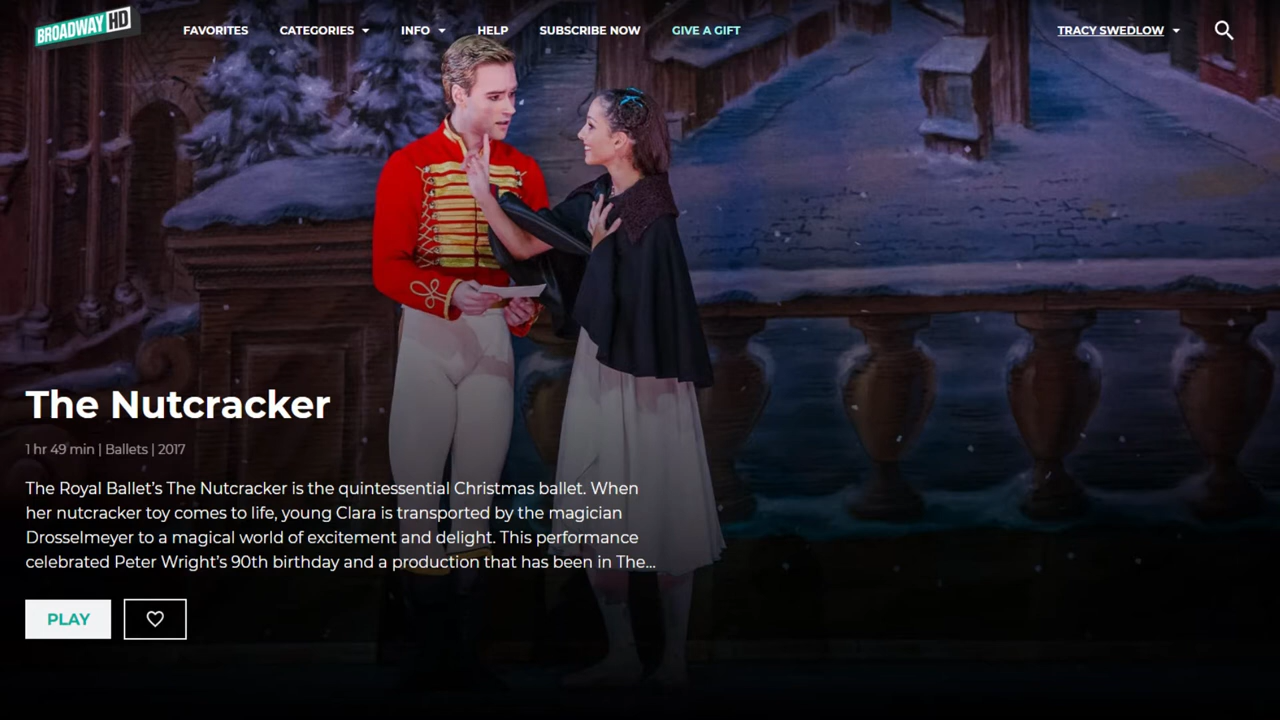 BROADWAY HD
FAVORITES
CATEGORIES
INFO
HELP
SUBSCRIBE NOW
GIVE A GIFT
TRACY SWEDLOW
The Nutcracker
1 hr 49 min | Ballets | 2017
The Royal Ballet’s The Nutcracker is the quintessential Christmas ballet. When
her nutcracker toy comes to life, young Clara is transported by the magician
Drosselmeyer to a magical world of excitement and delight. This performance
celebrated Peter Wright’s 90th birthday and a production that has been in The...
PLAY